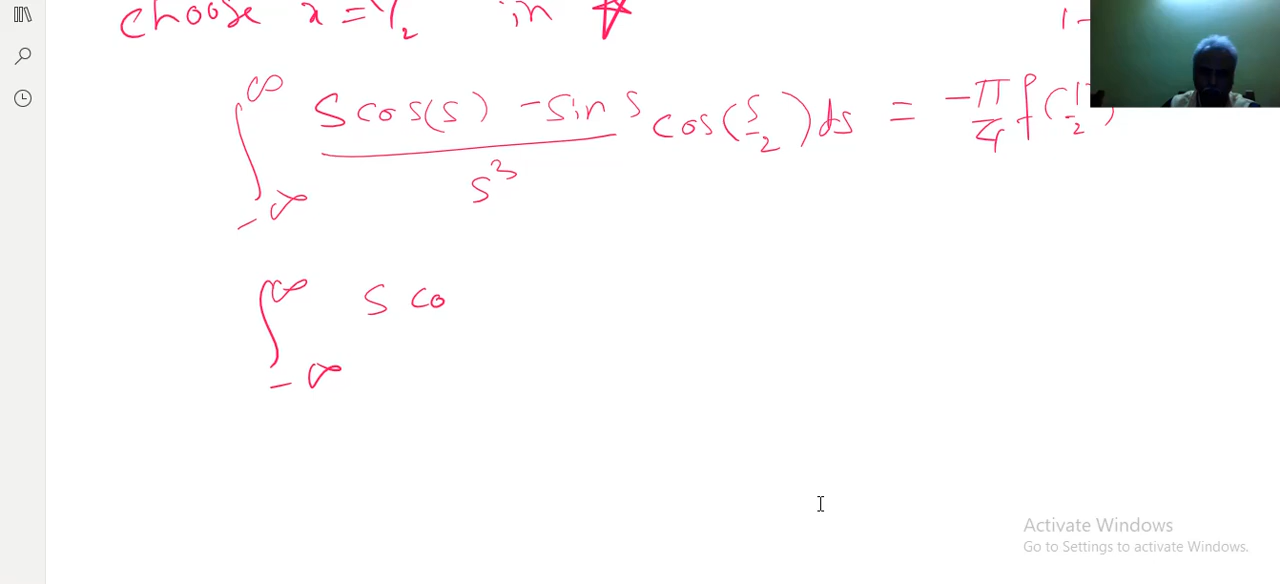 choose x = 1/2 in
1-
∫_{-∞}^{∞} (S cos(s) - sin s)/s^3 cos(s/2) ds = -π/4 f(1/2)
∫_{-∞}^{∞} s co
Activate Windows
Go to Settings to activate Windows.